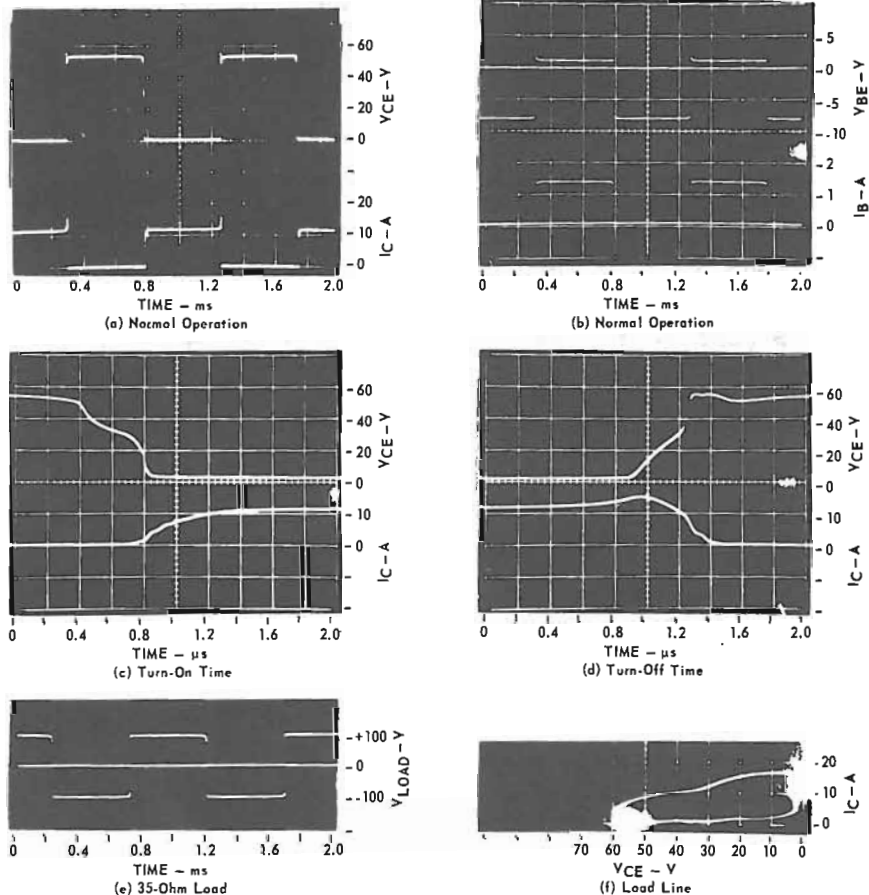 60
40
20
0
VCE – V
20
10
0
IC – A
0 0.4 0.8 1.2 1.6 2.0
TIME – ms
(a) Normal Operation
5
0
-5
-10
VBE – V
2
1
0
IB – A
0 0.4 0.8 1.2 1.6 2.0
TIME – ms
(b) Normal Operation
60
40
20
0
VCE – V
10
0
IC – A
0 0.4 0.8 1.2 1.6 2.0
TIME – μs
(c) Turn-On Time
60
40
20
0
VCE – V
10
0
IC – A
0 0.4 0.8 1.2 1.6 2.0
TIME – μs
(d) Turn-Off Time
+100
0
-100
VLOAD – V
0 0.4 0.8 1.2 1.6 2.0
TIME – ms
(e) 35-Ohm Load
20
10
0
IC – A
70 60 50 40 30 20 10 0
VCE – V
(f) Load Line